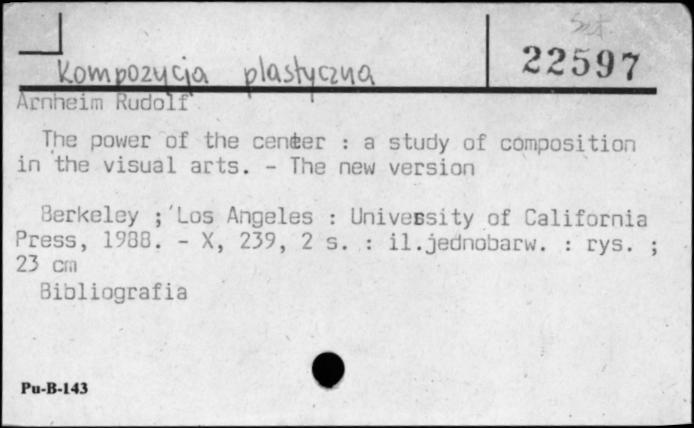 Szt
22597
Kompozycja plastyczna
Arnheim Rudolf
The power of the center : a study of composition
in the visual arts. - The new version
Berkeley ; Los Angeles : University of California
Press, 1988. - X, 239, 2 s. : il.jednobarw. : rys. ;
23 cm
Bibliografia
Pu-B-143